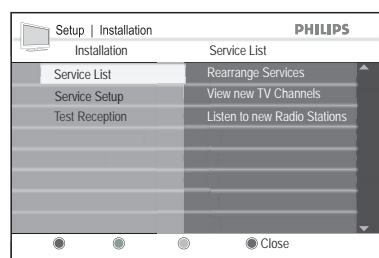 Setup | Installation
PHILIPS
Installation
Service List
Service List
Rearrange Services
Service Setup
View new TV Channels
Test Reception
Listen to new Radio Stations
Close